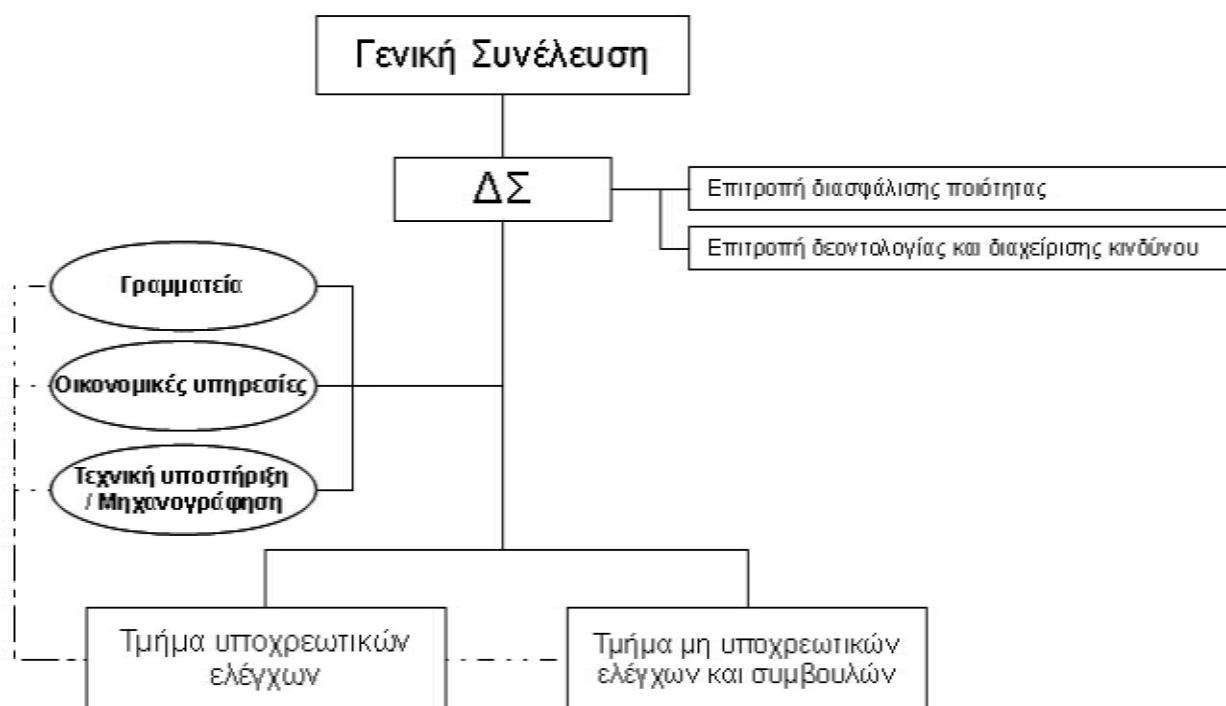 Γενική Συνέλευση
ΔΣ
Επιτροπή διασφάλισης ποιότητας
Επιτροπή δεοντολογίας και διαχείρισης κινδύνου
Γραμματεία
Οικονομικές υπηρεσίες
Τεχνική υποστήριξη
/ Μηχανογράφηση
Τμήμα υποχρεωτικών
ελέγχων
Τμήμα μη υποχρεωτικών
ελέγχων και συμβουλών